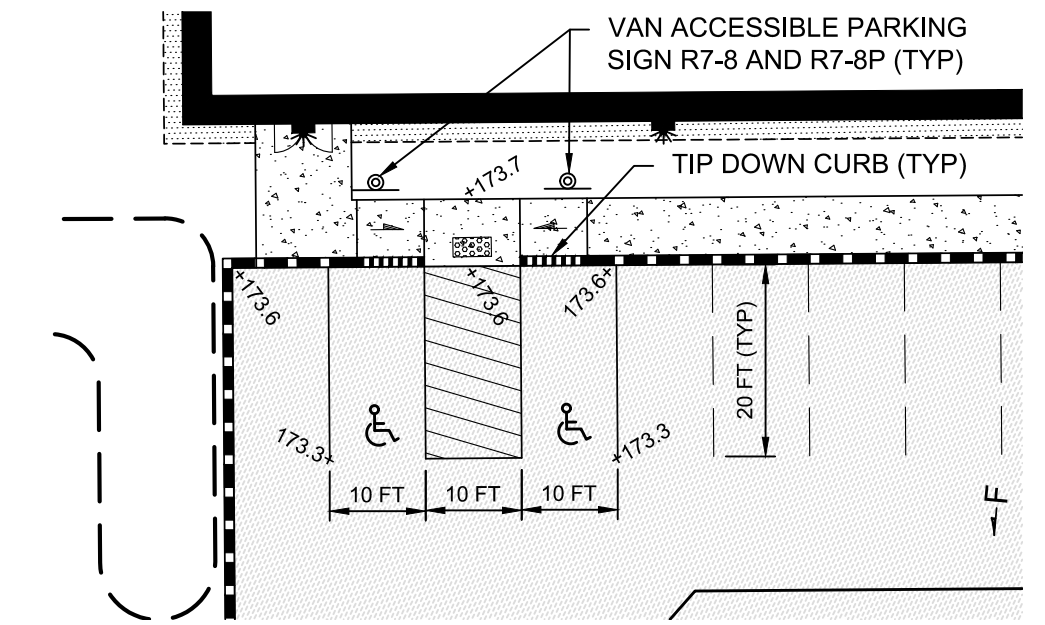 VAN ACCESSIBLE PARKING
SIGN R7-8 AND R7-8P (TYP)
TIP DOWN CURB (TYP)
+173.7
+173.6
+173.6
173.6+
20 FT (TYP)
173.3+
+173.3
10 FT
10 FT
10 FT
F